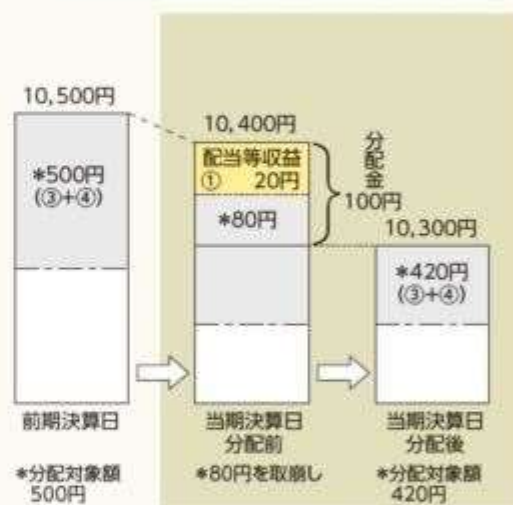 10,500円
*500円
(③+④)
前期決算日
*分配対象額
500円
10,400円
配当等収益
① 20円
*80円
分配金
100円
当期決算日
分配前
*80円を取崩し
10,300円
*420円
(③+④)
当期決算日
分配後
*分配対象額
420円